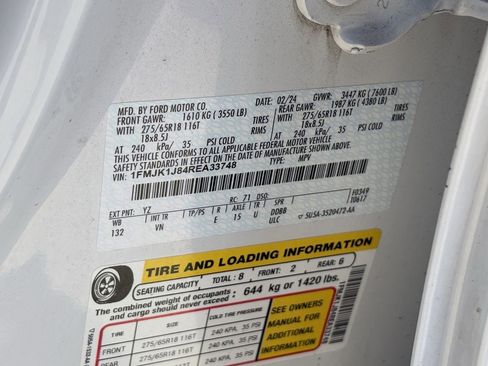 MFD. BY FORD MOTOR CO. 02/24 GVWR: 3447 KG (7600 LB)
FRONT GAWR: 1610 KG (3550 LB) REAR GAWR: 1987 KG (4380 LB)
WITH 275/65R18 116T TIRES WITH 275/65R18 116T TIRES
18x8.5J RIMS 18x8.5J RIMS
AT 240 kPa/ 35 PSI COLD AT 240 kPa/ 35 PSI COLD
THIS VEHICLE CONFORMS TO ALL APPLICABLE FEDERAL MOTOR VEHICLE
SAFETY STANDARDS IN EFFECT ON THE DATE OF MANUFACTURE SHOWN ABOVE.
VIN: 1FMJK1J84REA33748 TYPE: MPV
EXT PNT: YZ RC: 71 DSO: F0349
WB INT TR TP/PS R AXLE TR SPR T0617
132 VN E 15 U DDBB
ULC 5U5A-3520472-AA
TIRE AND LOADING INFORMATION
SEATING CAPACITY TOTAL: 8 FRONT: 2 REAR: 6
The combined weight of occupants and cargo should never exceed: 644 kg or 1420 lbs.
TIRE SIZE COLD TIRE PRESSURE
FRONT 275/65R18 116T 240 KPA, 35 PSI
REAR 275/65R18 116T 240 KPA, 35 PSI
SEE OWNERS
MANUAL FOR
ADDITIONAL
INFORMATION